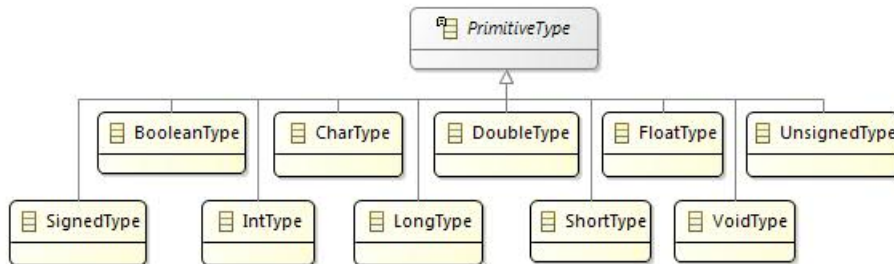 PrimitiveType
BooleanType CharType DoubleType FloatType UnsignedType
SignedType IntType LongType ShortType VoidType